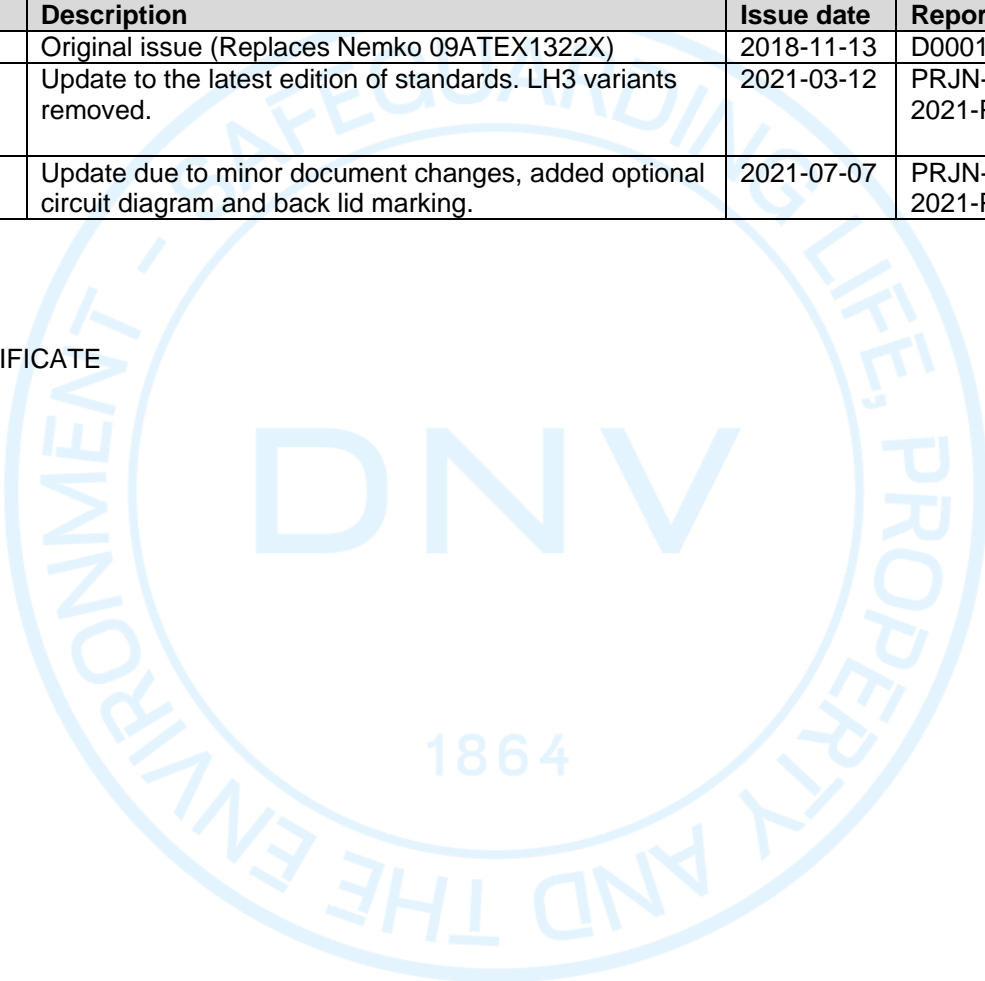 Description Issue date Repor
Original issue (Replaces Nemko 09ATEX1322X) 2018-11-13 D0001
Update to the latest edition of standards. LH3 variants 2021-03-12 PRJN-
removed. 2021-
Update due to minor document changes, added optional 2021-07-07 PRJN-
circuit diagram and back lid marking. 2021-
IFICATE
SAFEGUARDING LIFE, PROPERTY AND THE ENVIRONMENT -
DNV
1864